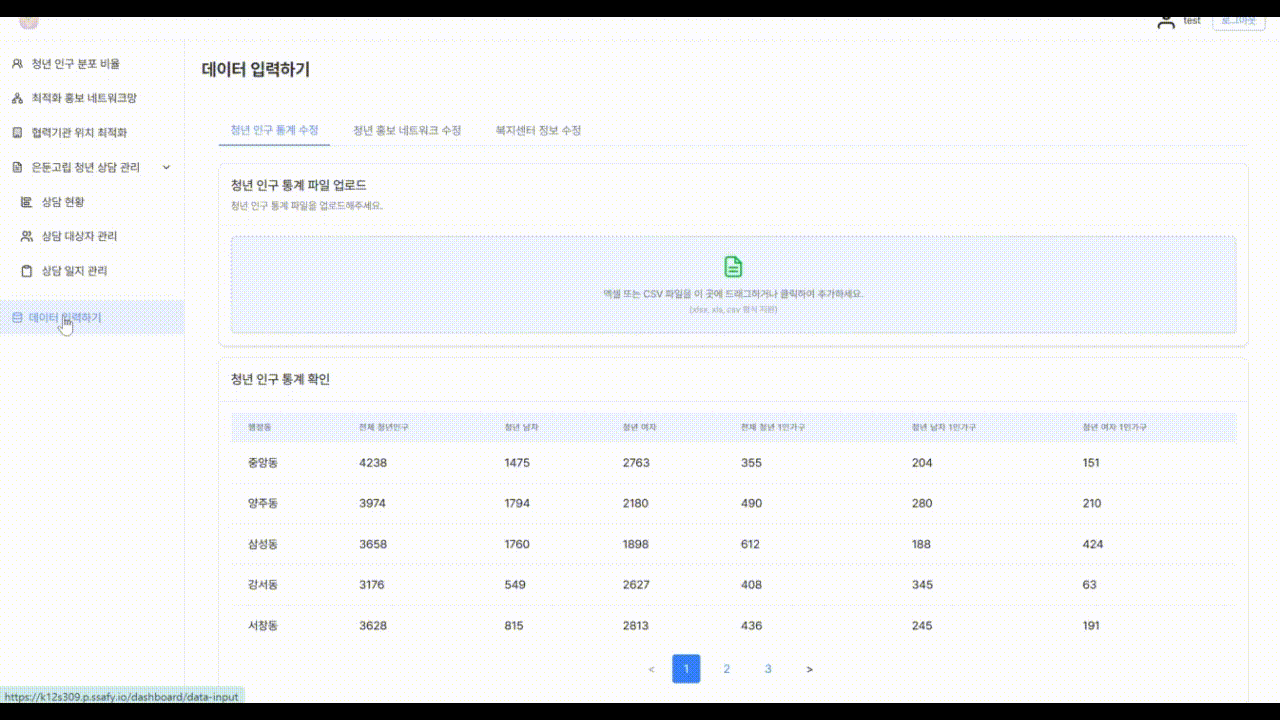 test 로그아웃
청년 인구 분포 비율
최적화 홍보 네트워크망
협력기관 위치 최적화
은둔고립 청년 상담 관리
상담 현황
상담 대상자 관리
상담 일지 관리
데이터 입력하기
데이터 입력하기
청년 인구 통계 수정 청년 홍보 네트워크 수정 복지센터 정보 수정
청년 인구 통계 파일 업로드
청년 인구 통계 파일을 업로드해주세요.
엑셀 또는 CSV 파일을 이 곳에 드래그하거나 클릭하여 추가하세요.
(xlsx, xls, csv 형식 지원)
청년 인구 통계 확인
행정동 전체 청년인구 청년 남자 청년 여자 전체 청년 1인가구 청년 남자 1인가구 청년 여자 1인가구
중앙동 4238 1475 2763 355 204 151
양주동 3974 1794 2180 490 280 210
삼성동 3658 1760 1898 612 188 424
강서동 3176 549 2627 408 345 63
서창동 3628 815 2813 436 245 191
< 1 2 3 >
https://k12s309.p.ssafy.io/dashboard/data-input